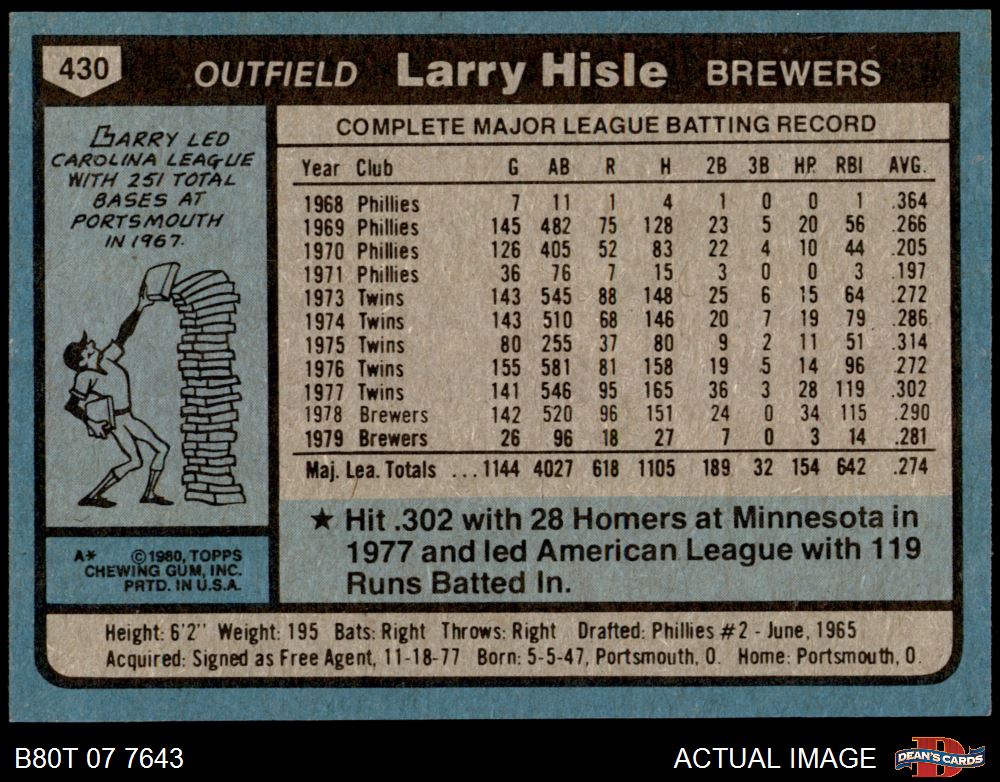 430 OUTFIELD Larry Hisle BREWERS
LARRY LED
CAROLINA LEAGUE
WITH 251 TOTAL
BASES AT
PORTSMOUTH
IN 1967.
A* ©1980, TOPPS
CHEWING GUM, INC.
PRTD. IN U.S.A.
COMPLETE MAJOR LEAGUE BATTING RECORD
Year Club G AB R H 2B 3B HR RBI AVG.
1968 Phillies 7 11 1 4 1 0 0 1 .364
1969 Phillies 145 482 75 128 23 5 20 56 .266
1970 Phillies 126 405 52 83 22 4 10 44 .205
1971 Phillies 36 76 7 15 3 0 0 3 .197
1973 Twins 143 545 88 148 25 6 15 64 .272
1974 Twins 143 510 68 146 20 7 19 79 .286
1975 Twins 80 255 37 80 9 2 11 51 .314
1976 Twins 155 581 81 158 19 5 14 96 .272
1977 Twins 141 546 95 165 36 3 28 119 .302
1978 Brewers 142 520 96 151 24 0 34 115 .290
1979 Brewers 26 96 18 27 7 0 3 14 .281
Maj. Lea. Totals ...1144 4027 618 1105 189 32 154 642 .274
★ Hit .302 with 28 Homers at Minnesota in
1977 and led American League with 119
Runs Batted In.
Height: 6'2" Weight: 195 Bats: Right Throws: Right Drafted: Phillies #2 - June, 1965
Acquired: Signed as Free Agent, 11-18-77 Born: 5-5-47, Portsmouth, O. Home: Portsmouth, O.
B80T 07 7643 ACTUAL IMAGE DEAN'S CARDS